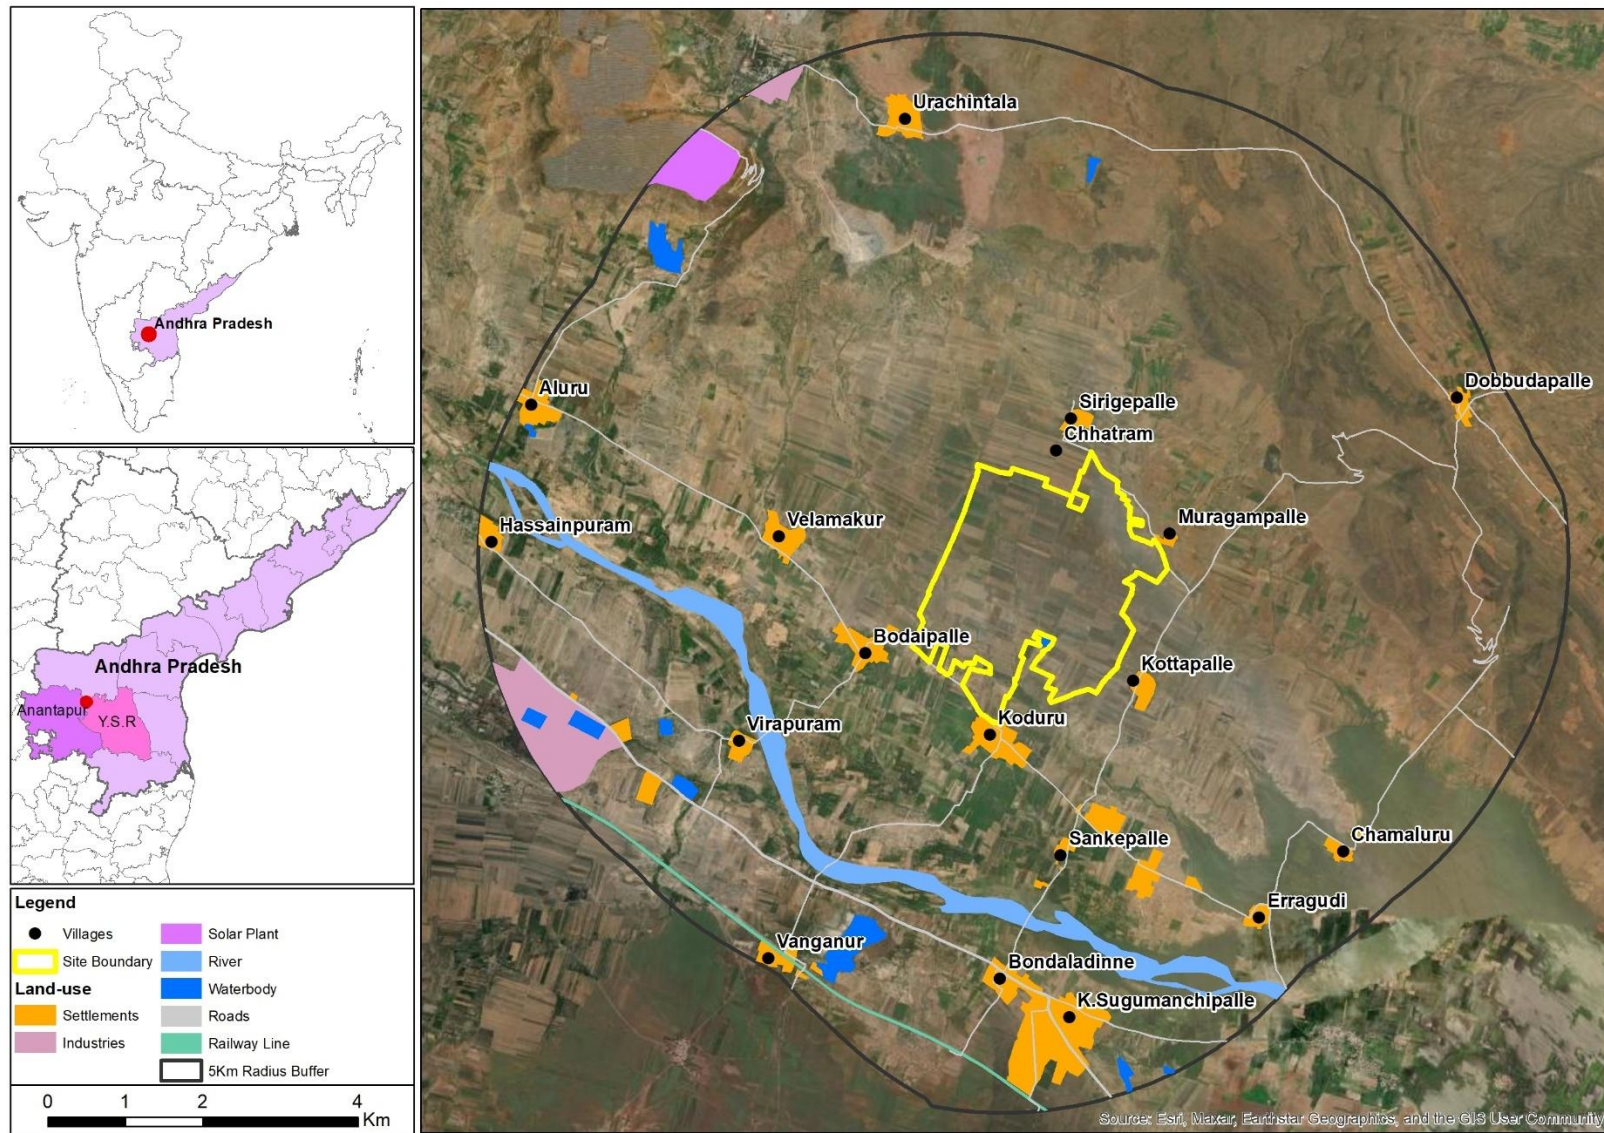 Andhra Pradesh
Andhra Pradesh
Anantapur
Y.S.R
Legend
Villages
Site Boundary
Land-use
Settlements
Industries
Solar Plant
River
Waterbody
Roads
Railway Line
5Km Radius Buffer
0 1 2 4
Km
Urachintala
Dobbudapalle
Aluru
Sirigepalle
Chhatram
Hassainpuram
Velamakur
Muragampalle
Bodaipalle
Kottapalle
Virapuram
Koduru
Sankepalle
Chamaluru
Erragudi
Vanganur
Bondaladinne
K.Sugumanchipalle
Source: Esri, Maxar, Earthstar Geographics, and the GIS User Community